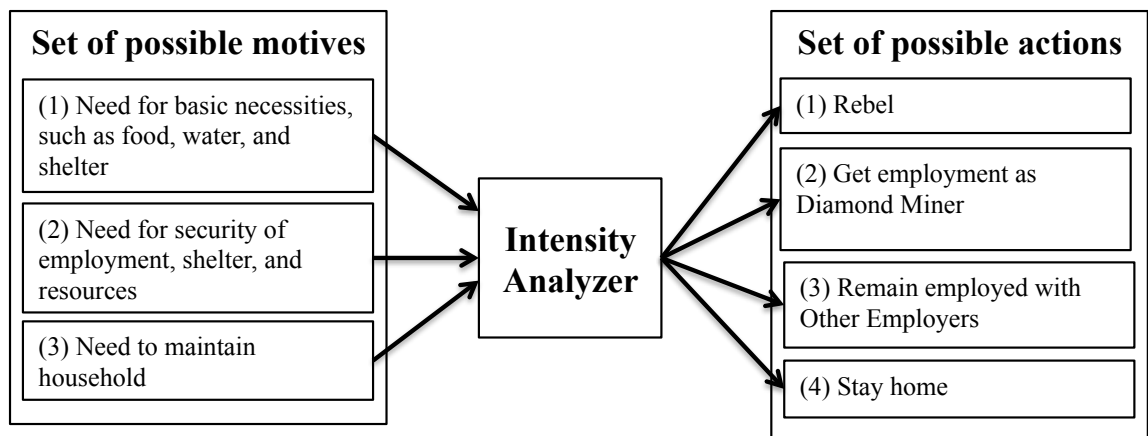 Set of possible motives
(1) Need for basic necessities,
such as food, water, and
shelter
(2) Need for security of
employment, shelter, and
resources
(3) Need to maintain
household
Intensity
Analyzer
Set of possible actions
(1) Rebel
(2) Get employment as
Diamond Miner
(3) Remain employed with
Other Employers
(4) Stay home